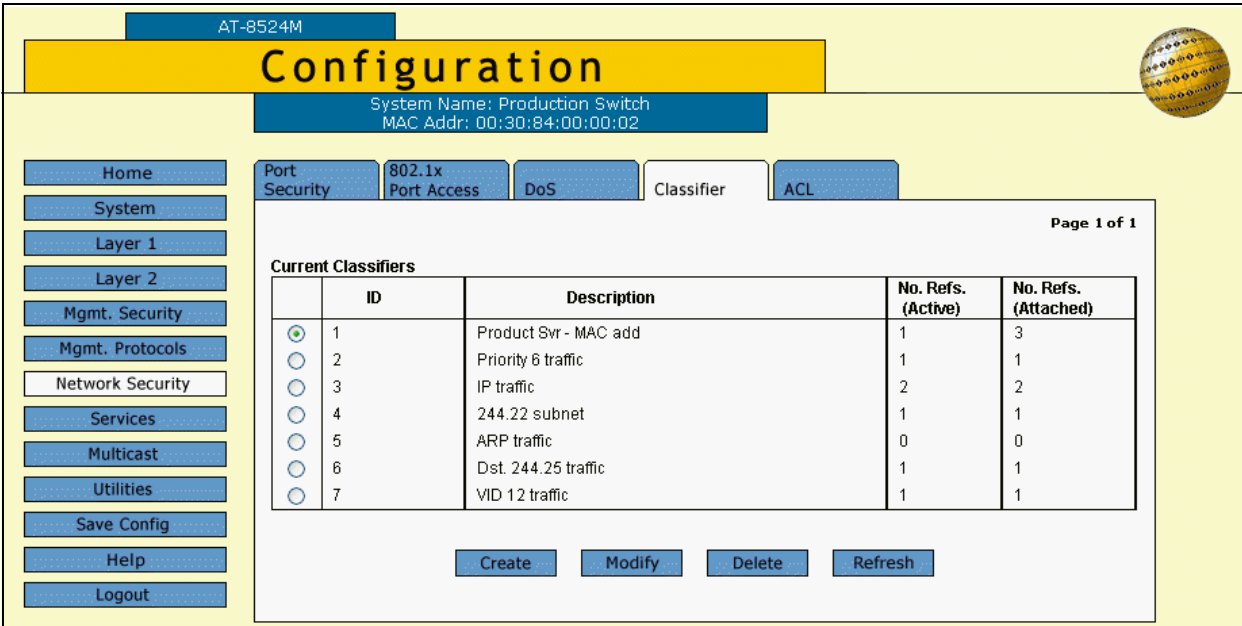 AT-8524M
Configuration
System Name: Production Switch
MAC Addr: 00:30:84:00:00:02
Home
System
Layer 1
Layer 2
Mgmt. Security
Mgmt. Protocols
Network Security
Services
Multicast
Utilities
Save Config
Help
Logout
Port Security
802.1x Port Access
DoS
Classifier
ACL
Page 1 of 1
Current Classifiers
ID Description No. Refs. (Active) No. Refs. (Attached)
1 Product Svr - MAC add 1 3
2 Priority 6 traffic 1 1
3 IP traffic 2 2
4 244.22 subnet 1 1
5 ARP traffic 0 0
6 Dst. 244.25 traffic 1 1
7 VID 12 traffic 1 1
Create Modify Delete Refresh